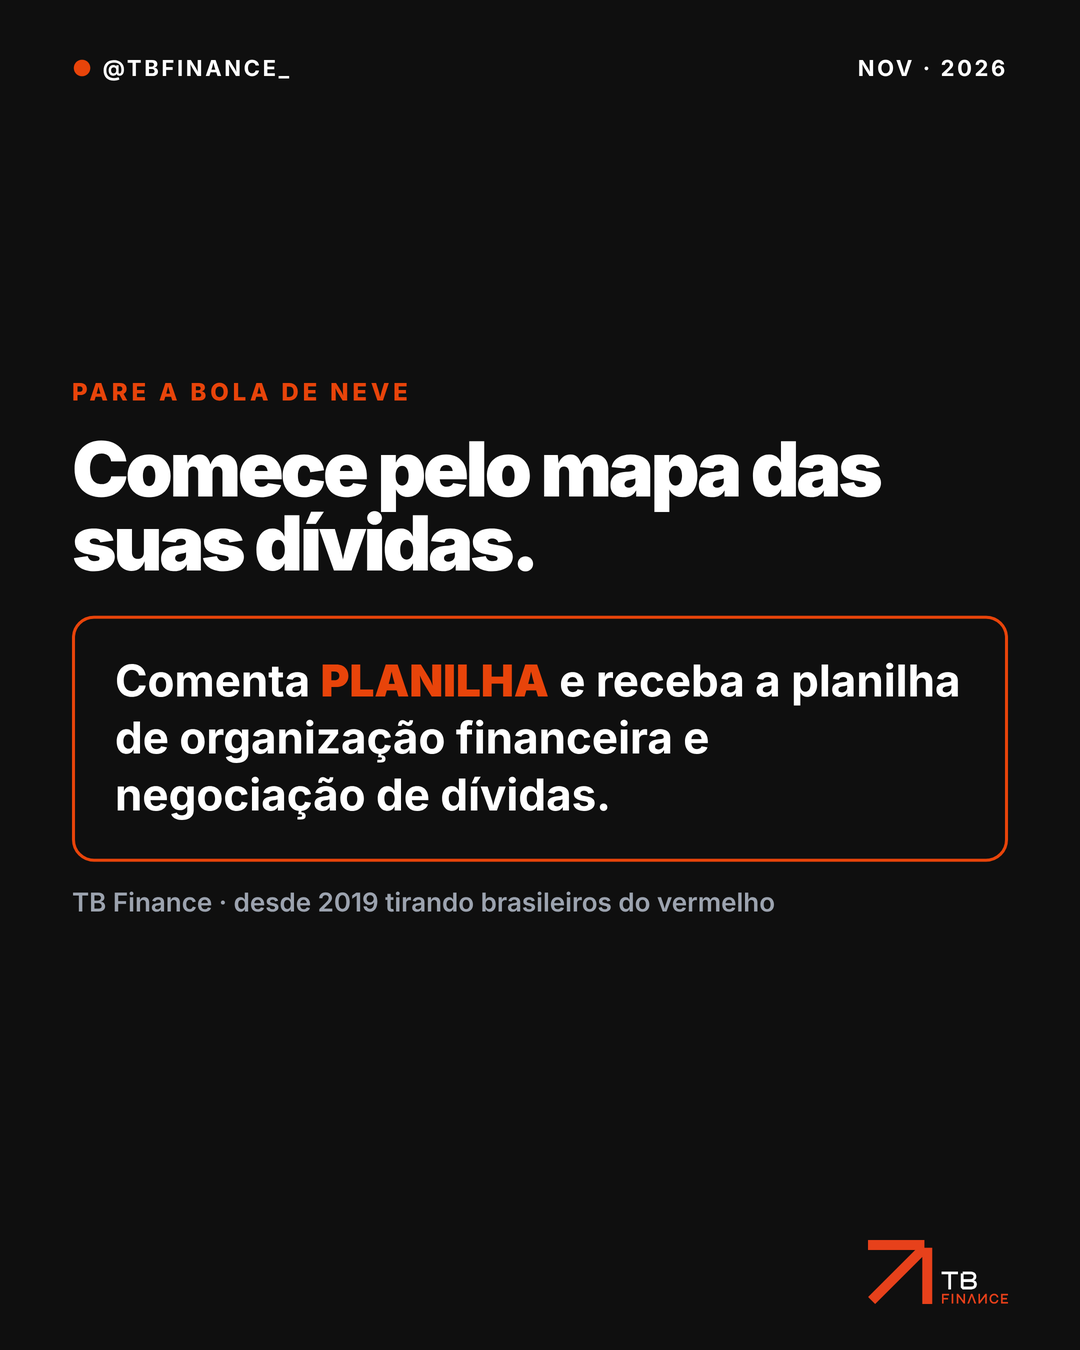 @TBFINANCE_
NOV · 2026
PARE A BOLA DE NEVE
Comece pelo mapa das
suas dívidas.
Comenta PLANILHA e receba a planilha
de organização financeira e
negociação de dívidas.
TB Finance · desde 2019 tirando brasileiros do vermelho
TB
FINANCE